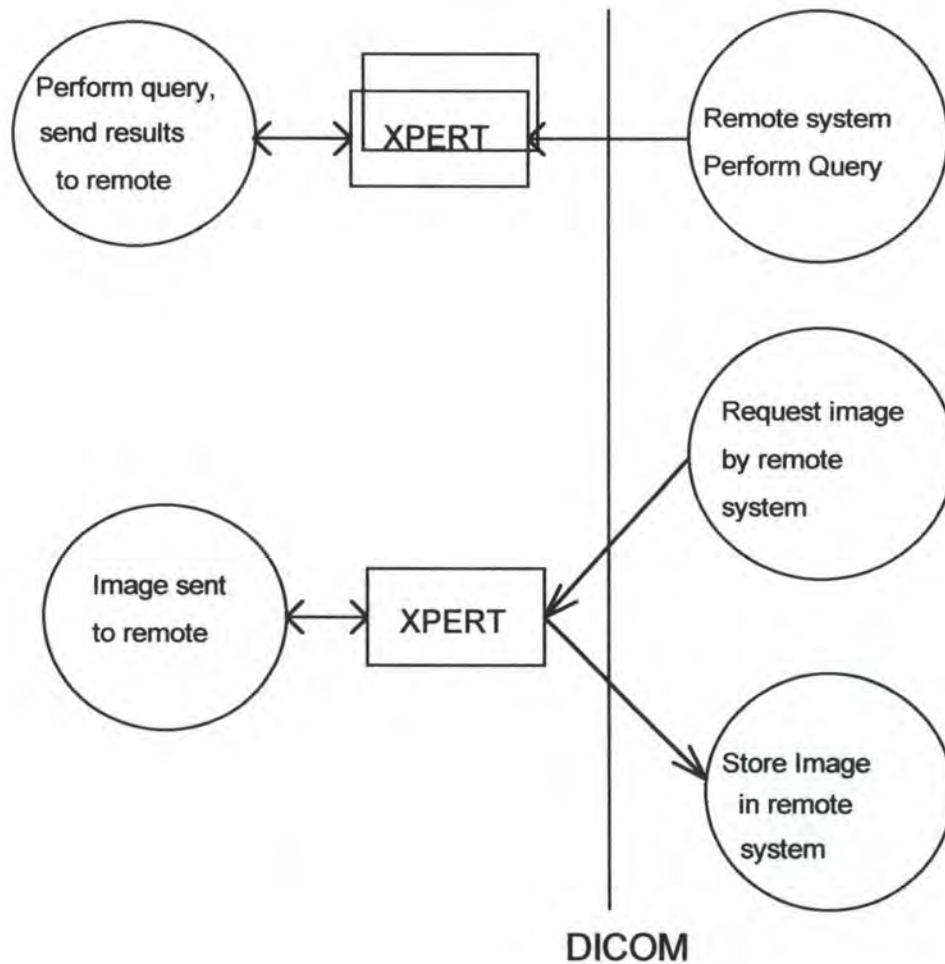 Perform query,
send results
to remote
XPERT
Remote system
Perform Query
Request image
by remote
system
Image sent
to remote
XPERT
Store Image
in remote
system
DICOM